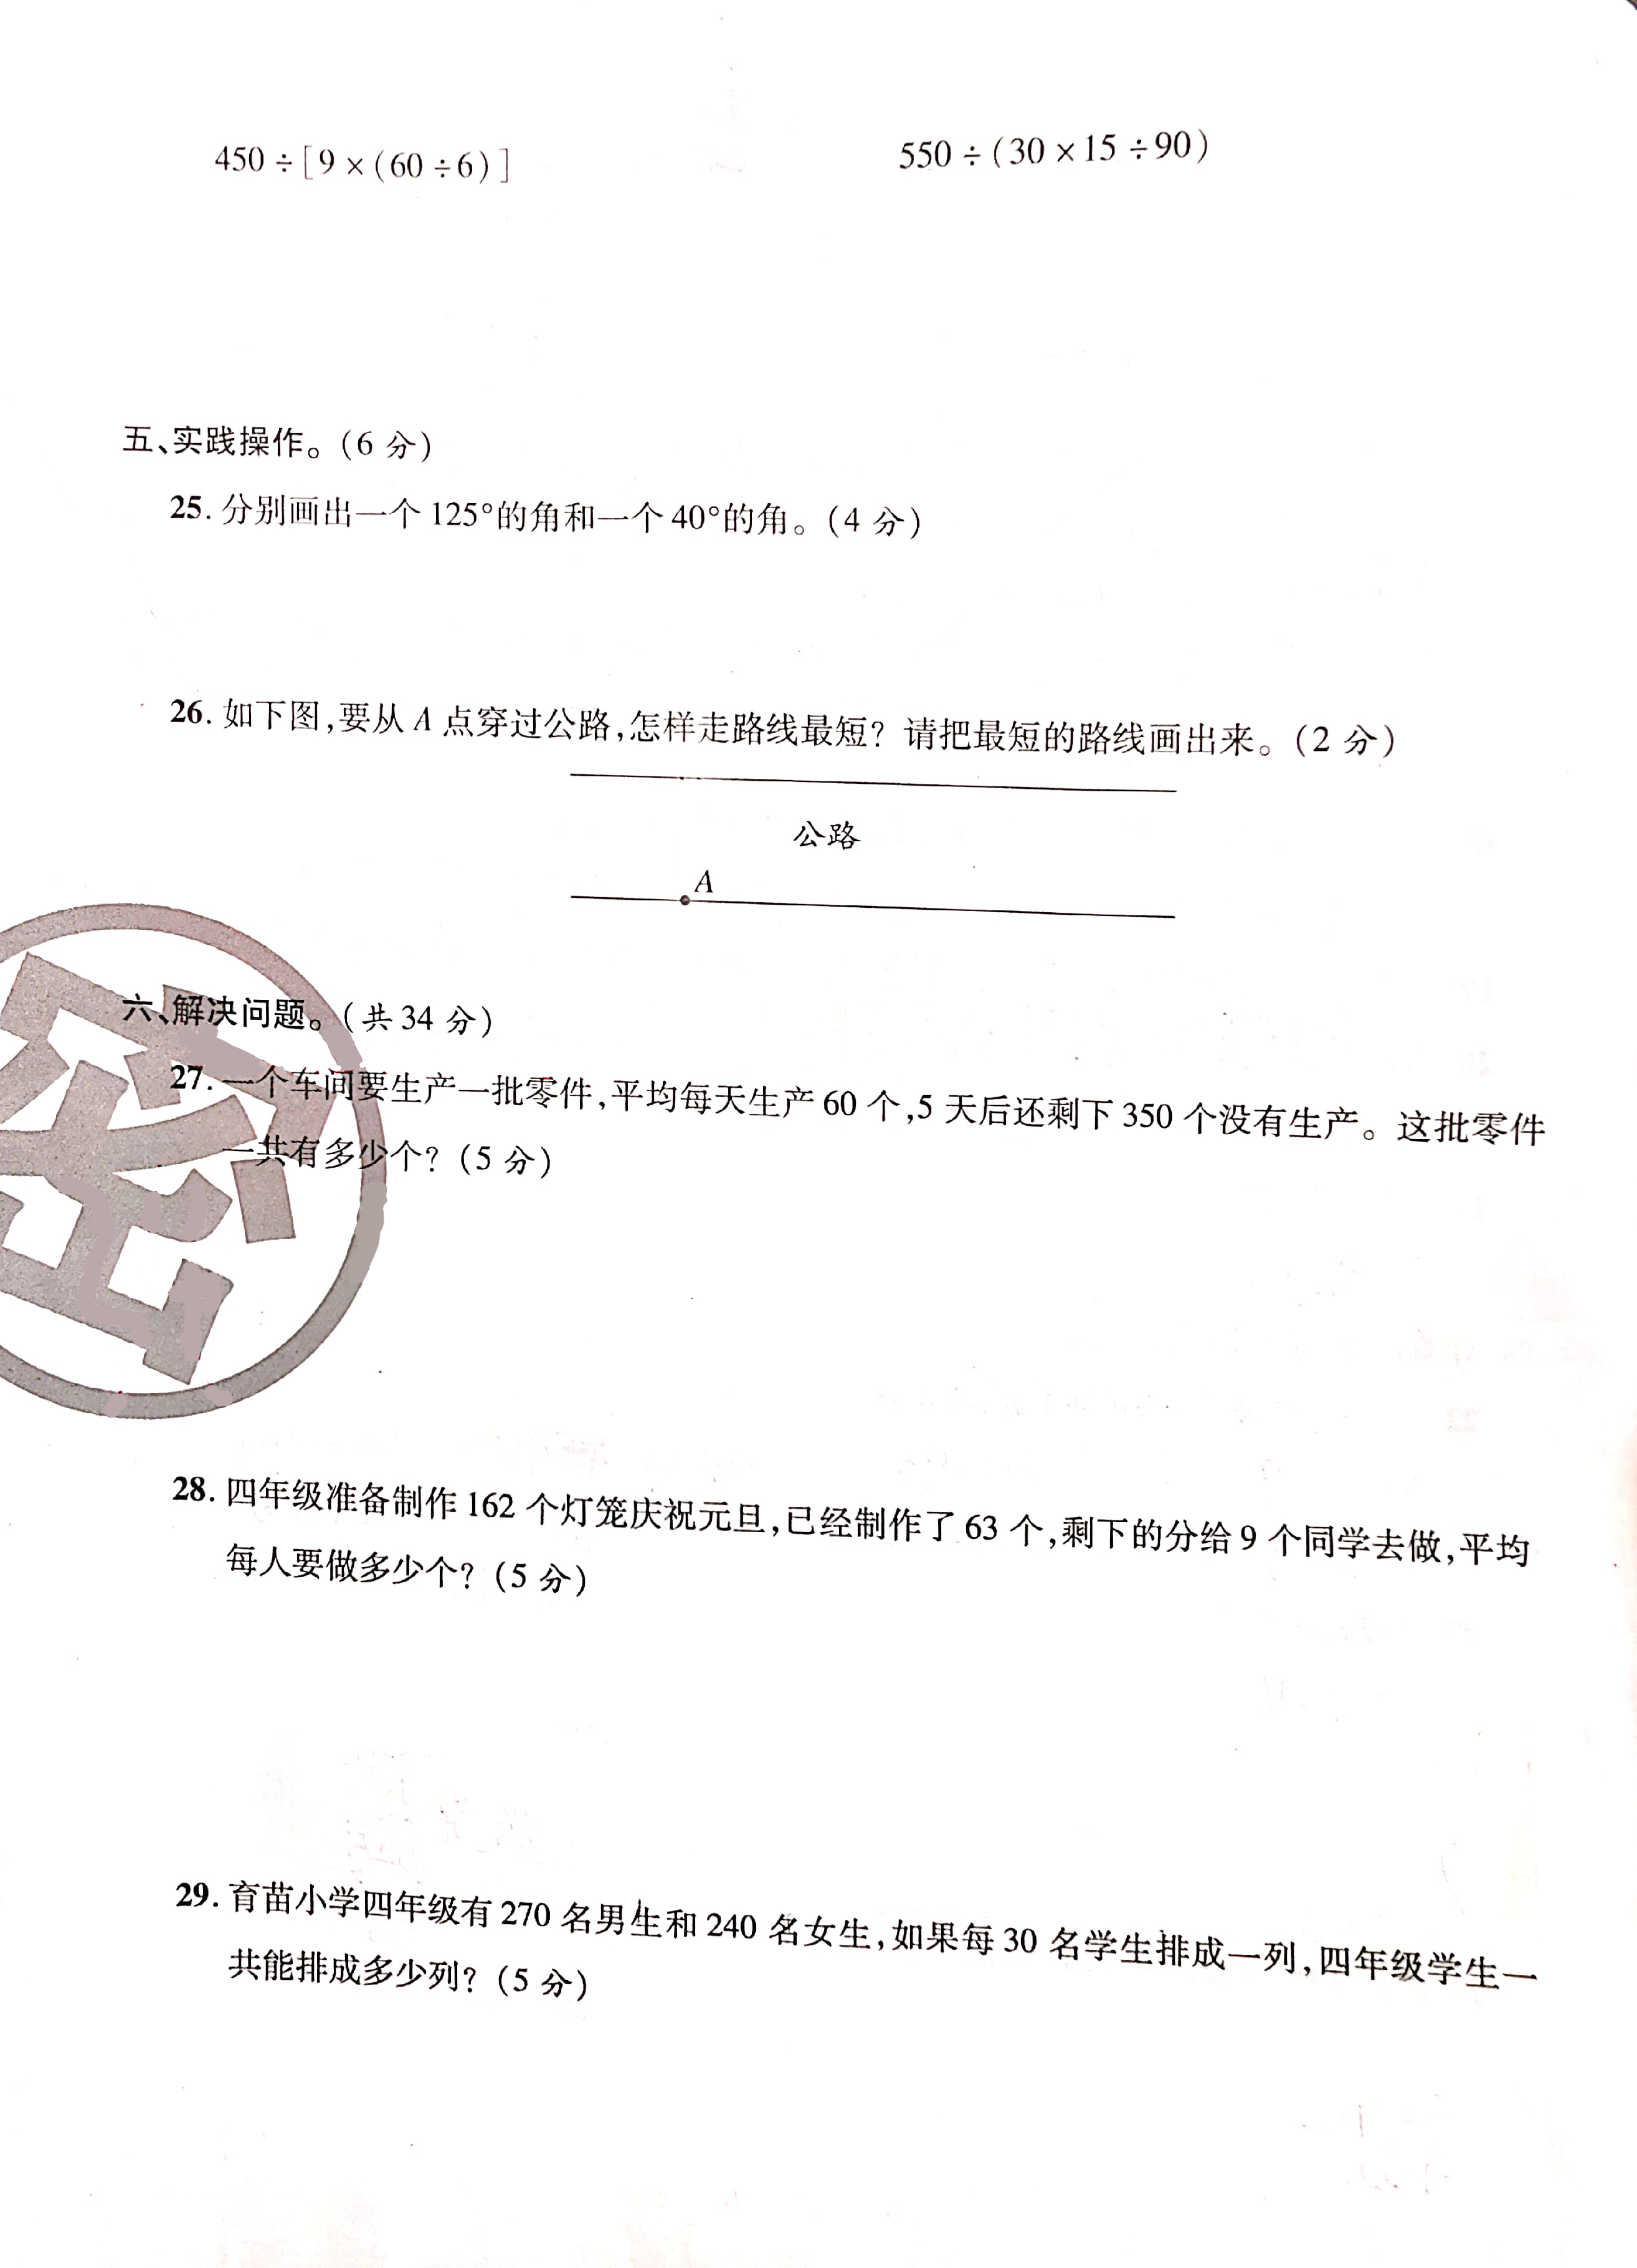 450÷[9×(60÷6)]
550÷(30×15÷90)
五、实践操作。(6 分)
25. 分别画出一个 125°的角和一个 40°的角。(4 分)
26. 如下图,要从 A 点穿过公路,怎样走路线最短? 请把最短的路线画出来。(2 分)
公路
A
六、解决问题。(共 34 分)
27. 一个车间要生产一批零件,平均每天生产 60 个,5 天后还剩下 350 个没有生产。这批零件
一共有多少个? (5 分)
密
28. 四年级准备制作 162 个灯笼庆祝元旦,已经制作了 63 个,剩下的分给 9 个同学去做,平均
每人要做多少个? (5 分)
29. 育苗小学四年级有 270 名男生和 240 名女生,如果每 30 名学生排成一列,四年级学生一
共能排成多少列? (5 分)